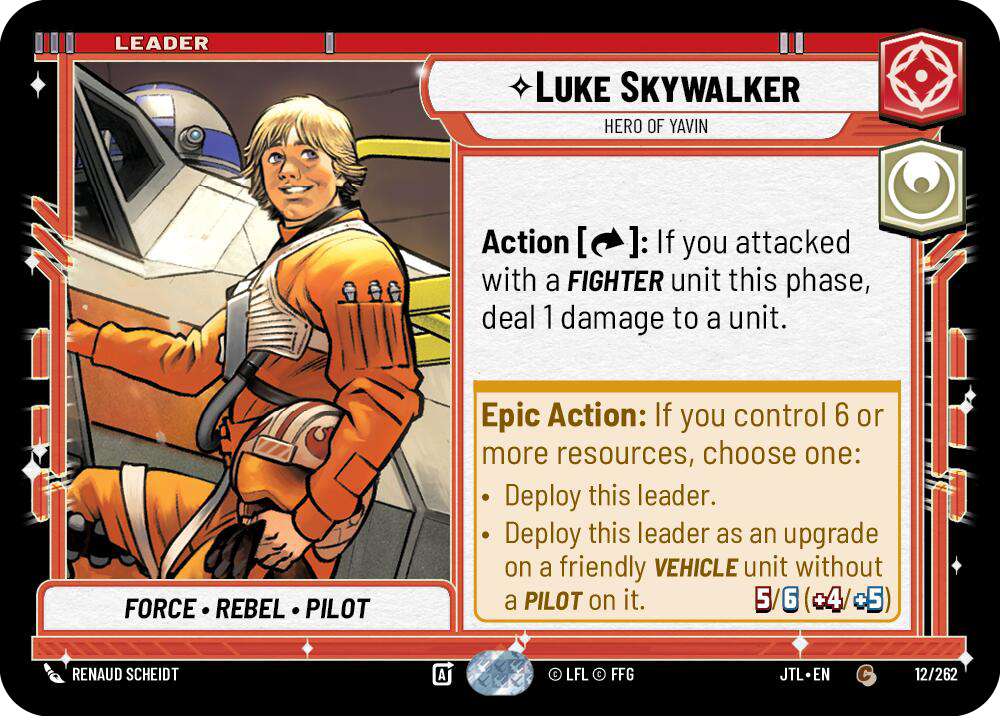 LEADER
LUKE SKYWALKER
HERO OF YAVIN
Action [ ]: If you attacked
with a FIGHTER unit this phase,
deal 1 damage to a unit.
Epic Action: If you control 6 or
more resources, choose one:
• Deploy this leader.
• Deploy this leader as an upgrade
on a friendly VEHICLE unit without
a PILOT on it. 5/6 (+4/+5)
FORCE • REBEL • PILOT
RENAUD SCHEIDT
A
© LFL © FFG
JTL•EN
C
12/262